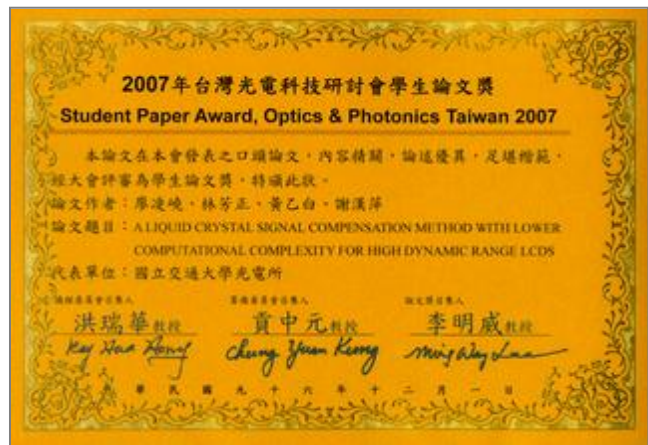 2007年台灣光電科技研討會學生論文獎
Student Paper Award, Optics & Photonics Taiwan 2007
本論文在本會發表之口頭論文，內容精闢，論述優異，足堪楷範，
經大會評審為學生論文獎，特頒此狀。
論文作者：廖凌嶢、林芳正、黃乙白、謝漢萍
論文題目：A LIQUID CRYSTAL SIGNAL COMPENSATION METHOD WITH LOWER
COMPUTATIONAL COMPLEXITY FOR HIGH DYNAMIC RANGE LCDS
代表單位：國立交通大學光電所
洪瑞華教授 貢中元教授 李明威教授
華民國九十六年十二月一日